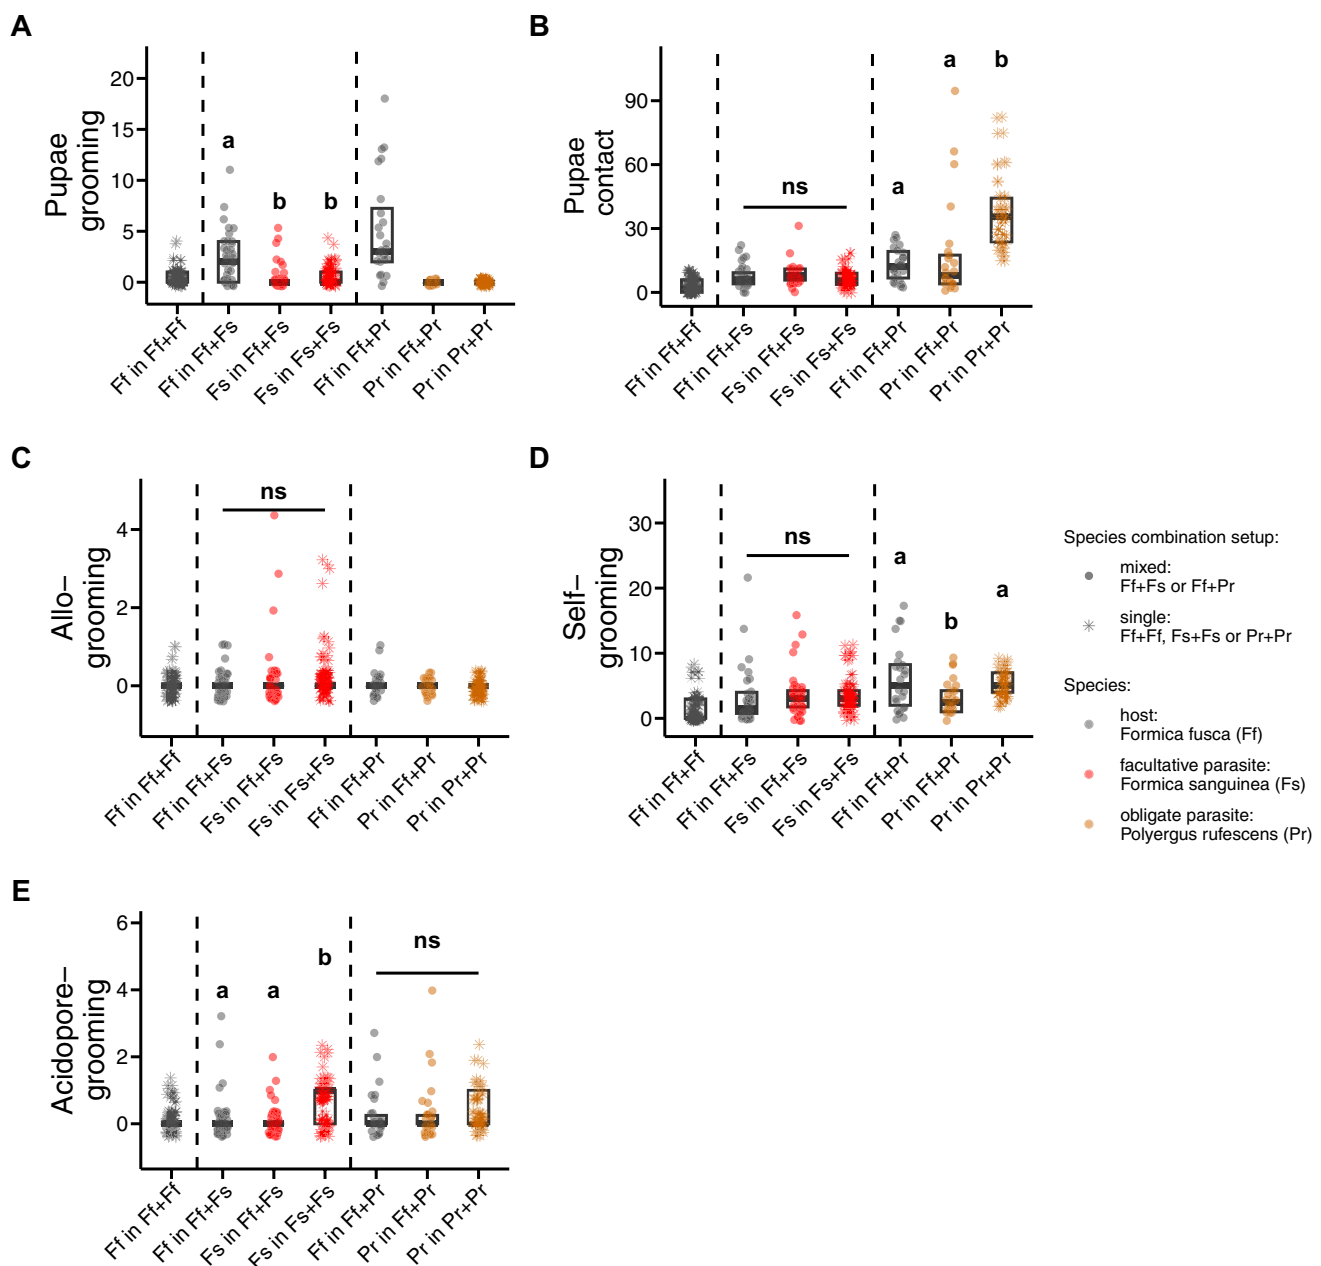 A
Pupae
grooming
20
15
10
5
0
a
b
b
Ff in Ff+Ff
Ff in Ff+Fs
Fs in Ff+Fs
Fs in Fs+Fs
Ff in Ff+Pr
Pr in Ff+Pr
Pr in Pr+Pr
B
Pupae
contact
90
60
30
0
ns
a
a
b
Ff in Ff+Ff
Ff in Ff+Fs
Fs in Ff+Fs
Fs in Fs+Fs
Ff in Ff+Pr
Pr in Ff+Pr
Pr in Pr+Pr
C
Allo–
grooming
4
2
0
ns
Ff in Ff+Ff
Ff in Ff+Fs
Fs in Ff+Fs
Fs in Fs+Fs
Ff in Ff+Pr
Pr in Ff+Pr
Pr in Pr+Pr
D
Self–
grooming
30
20
10
0
ns
a
b
a
Ff in Ff+Ff
Ff in Ff+Fs
Fs in Ff+Fs
Fs in Fs+Fs
Ff in Ff+Pr
Pr in Ff+Pr
Pr in Pr+Pr
Species combination setup:
mixed:
Ff+Fs or Ff+Pr
single:
Ff+Ff, Fs+Fs or Pr+Pr
Species:
host:
Formica fusca (Ff)
facultative parasite:
Formica sanguinea (Fs)
obligate parasite:
Polyergus rufescens (Pr)
E
Acidopore–
grooming
6
4
2
0
a
a
b
ns
Ff in Ff+Ff
Ff in Ff+Fs
Fs in Ff+Fs
Fs in Fs+Fs
Ff in Ff+Pr
Pr in Ff+Pr
Pr in Pr+Pr